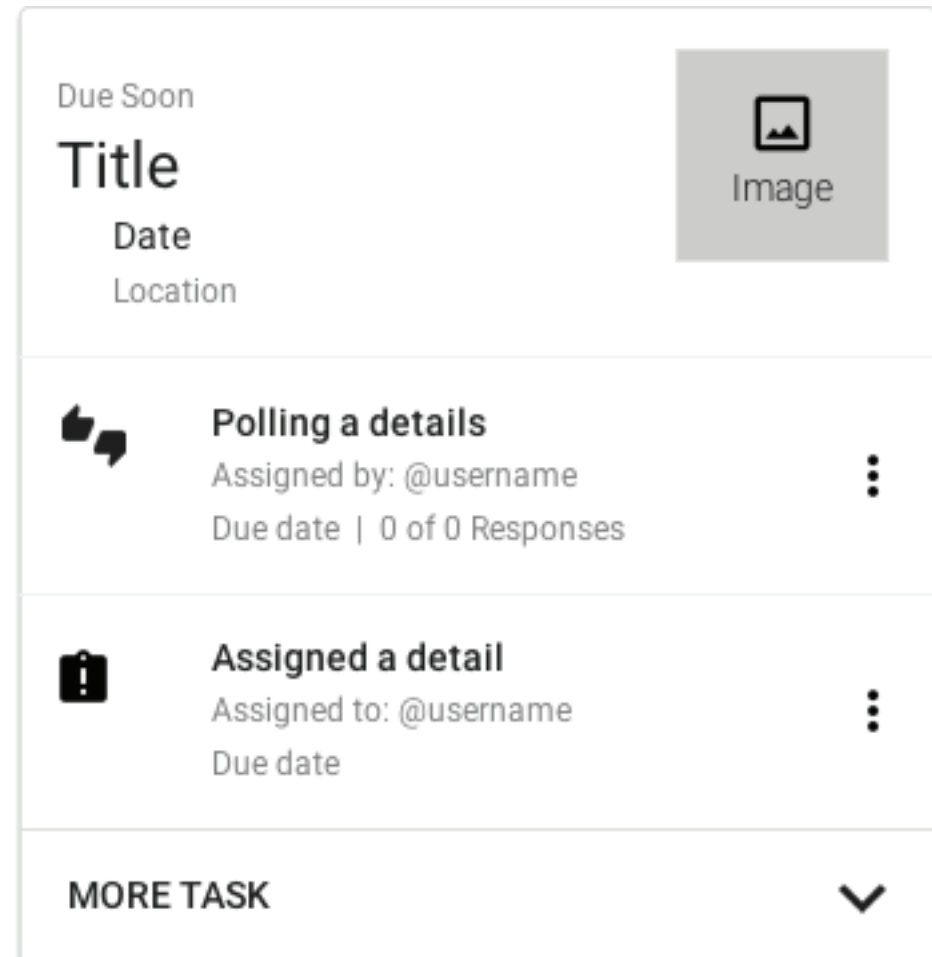 Due Soon
Title
Date
Location
Image
Polling a details
Assigned by: @username
Due date | 0 of 0 Responses
Assigned a detail
Assigned to: @username
Due date
MORE TASK